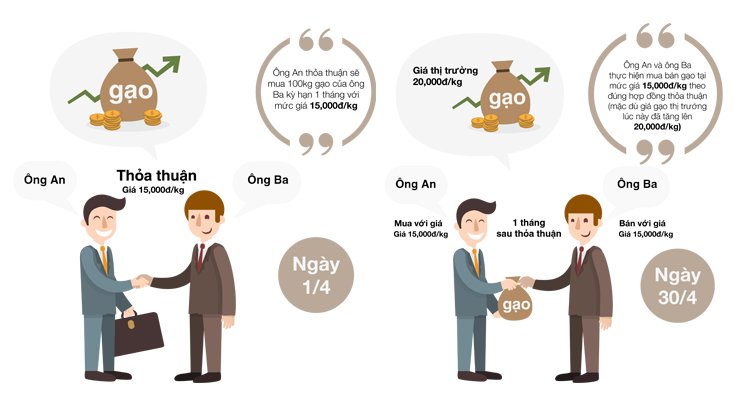 gạo
Ông An thỏa thuận sẽ
mua 100kg gạo của ông
Ba kỳ hạn 1 tháng với
mức giá 15,000đ/kg
Ông An
Thỏa thuận
Giá 15,000đ/kg
Ông Ba
Ngày
1/4
Giá thị trường
20,000đ/kg
gạo
Ông An và ông Ba
thực hiện mua bán gạo tại
mức giá 15,000đ/kg theo
đúng hợp đồng thỏa thuận
(mặc dù giá gạo thị trường
lúc này đã tăng lên
20,000đ/kg)
Ông An
Ông Ba
Mua với giá
Giá 15,000đ/kg
1 tháng
sau thỏa thuận
Bán với giá
Giá 15,000đ/kg
gạo
Ngày
30/4